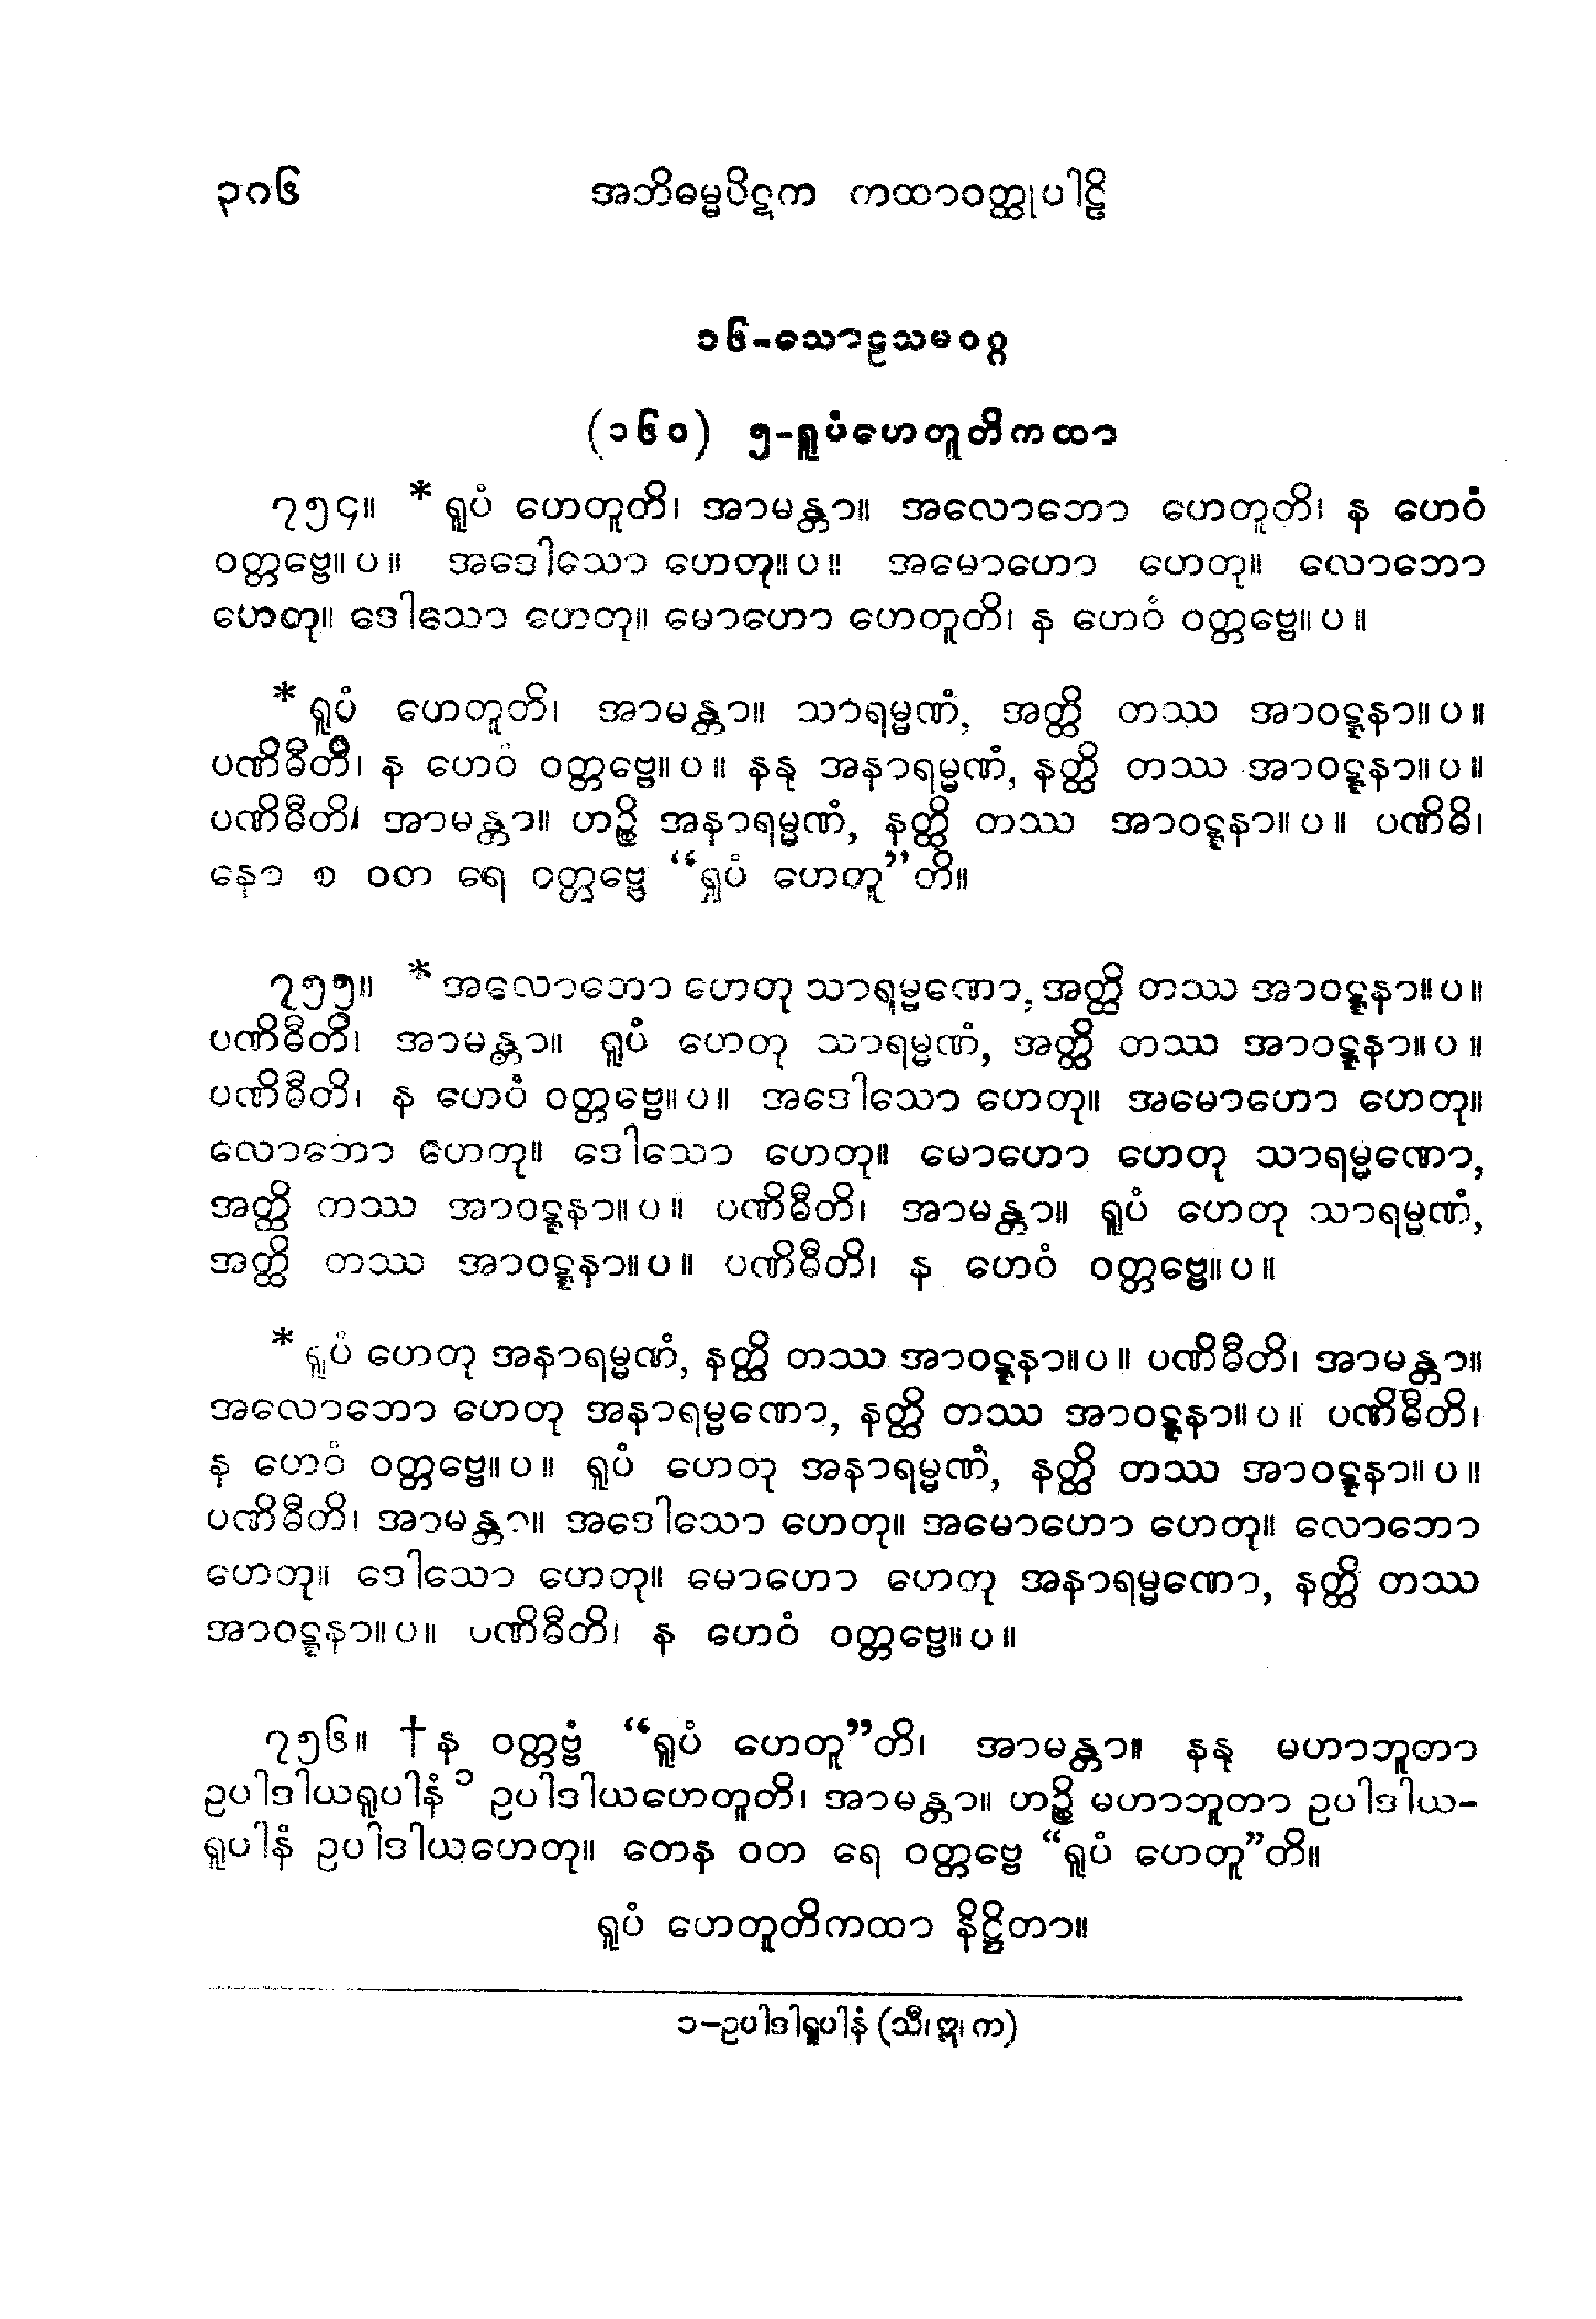 ၃၈၆ အဘိဓမ္မပိဋက ကထာဝတ္ထုပါဠိ
၁၆-သောဠသမဝဂ္ဂ
(၁၆၀) ၅-ရူပံဟေတူတိကထာ
၇၅၄။ * ရူပံ ဟေတူတိ၊ အာမန္တာ။ အလောဘော ဟေတူတိ၊ န ဟေဝံ
ဝတ္တဗ္ဗေ။ပ။ အဒေါသော ဟေတု။ပ။ အမောဟော ဟေတု။ လောဘော
ဟေတု။ ဒေါသော ဟေတု။ မောဟော ဟေတူတိ၊ န ဟေဝံ ဝတ္တဗ္ဗေ။ပ။
* ရူပံ ဟေတူတိ၊ အာမန္တာ။ သာရမ္မဏံ, အတ္ထိ တဿ အာဝဋ္ဋနာ။ပ။
ပဏိဓီတိ၊ န ဟေဝံ ဝတ္တဗ္ဗေ။ပ။ နနု အနာရမ္မဏံ, နတ္ထိ တဿ အာဝဋ္ဋနာ။ပ။
ပဏိဓီတိ၊ အာမန္တာ။ ဟဉ္စိ အနာရမ္မဏံ, နတ္ထိ တဿ အာဝဋ္ဋနာ။ပ။ ပဏိဓိ၊
နော စ ဝတ ရေ ဝတ္တဗ္ဗေ “ရူပံ ဟေတူ”တိ။
၇၅၅။ * အလောဘော ဟေတု သာရမ္မဏော, အတ္ထိ တဿ အာဝဋ္ဋနာ။ပ။
ပဏိဓီတိ၊ အာမန္တာ။ ရူပံ ဟေတု သာရမ္မဏံ, အတ္ထိ တဿ အာဝဋ္ဋနာ။ပ။
ပဏိဓီတိ၊ န ဟေဝံ ဝတ္တဗ္ဗေ။ပ။ အဒေါသော ဟေတု။ အမောဟော ဟေတု။
လောဘော ဟေတု။ ဒေါသော ဟေတု။ မောဟော ဟေတု သာရမ္မဏော,
အတ္ထိ တဿ အာဝဋ္ဋနာ။ပ။ ပဏိဓီတိ၊ အာမန္တာ။ ရူပံ ဟေတု သာရမ္မဏံ,
အတ္ထိ တဿ အာဝဋ္ဋနာ။ပ။ ပဏိဓီတိ၊ န ဟေဝံ ဝတ္တဗ္ဗေ။ပ။
* ရူပံ ဟေတု အနာရမ္မဏံ, နတ္ထိ တဿ အာဝဋ္ဋနာ။ပ။ ပဏိဓီတိ၊ အာမန္တာ။
အလောဘော ဟေတု အနာရမ္မဏော, နတ္ထိ တဿ အာဝဋ္ဋနာ။ပ။ ပဏိဓီတိ၊
န ဟေဝံ ဝတ္တဗ္ဗေ။ပ။ ရူပံ ဟေတု အနာရမ္မဏံ, နတ္ထိ တဿ အာဝဋ္ဋနာ။ပ။
ပဏိဓီတိ၊ အာမန္တာ။ အဒေါသော ဟေတု။ အမောဟော ဟေတု။ လောဘော
ဟေတု။ ဒေါသော ဟေတု။ မောဟော ဟေတု အနာရမ္မဏော, နတ္ထိ တဿ
အာဝဋ္ဋနာ။ပ။ ပဏိဓီတိ၊ န ဟေဝံ ဝတ္တဗ္ဗေ။ပ။
၇၅၆။ † န ဝတ္တဗ္ဗံ “ရူပံ ဟေတူ”တိ၊ အာမန္တာ။ နနု မဟာဘူတာ
ဥပါဒါယရူပါနံ ၁ ဥပါဒါယဟေတူတိ၊ အာမန္တာ။ ဟဉ္စိ မဟာဘူတာ ဥပါဒါယ-
ရူပါနံ ဥပါဒါယဟေတု။ တေန ဝတ ရေ ဝတ္တဗ္ဗေ “ရူပံ ဟေတူ”တိ။
ရူပံ ဟေတူတိကထာ နိဋ္ဌိတာ။
၁-ဥပါဒါရူပါနံ (သီ၊ ဋ္ဌ၊ က)